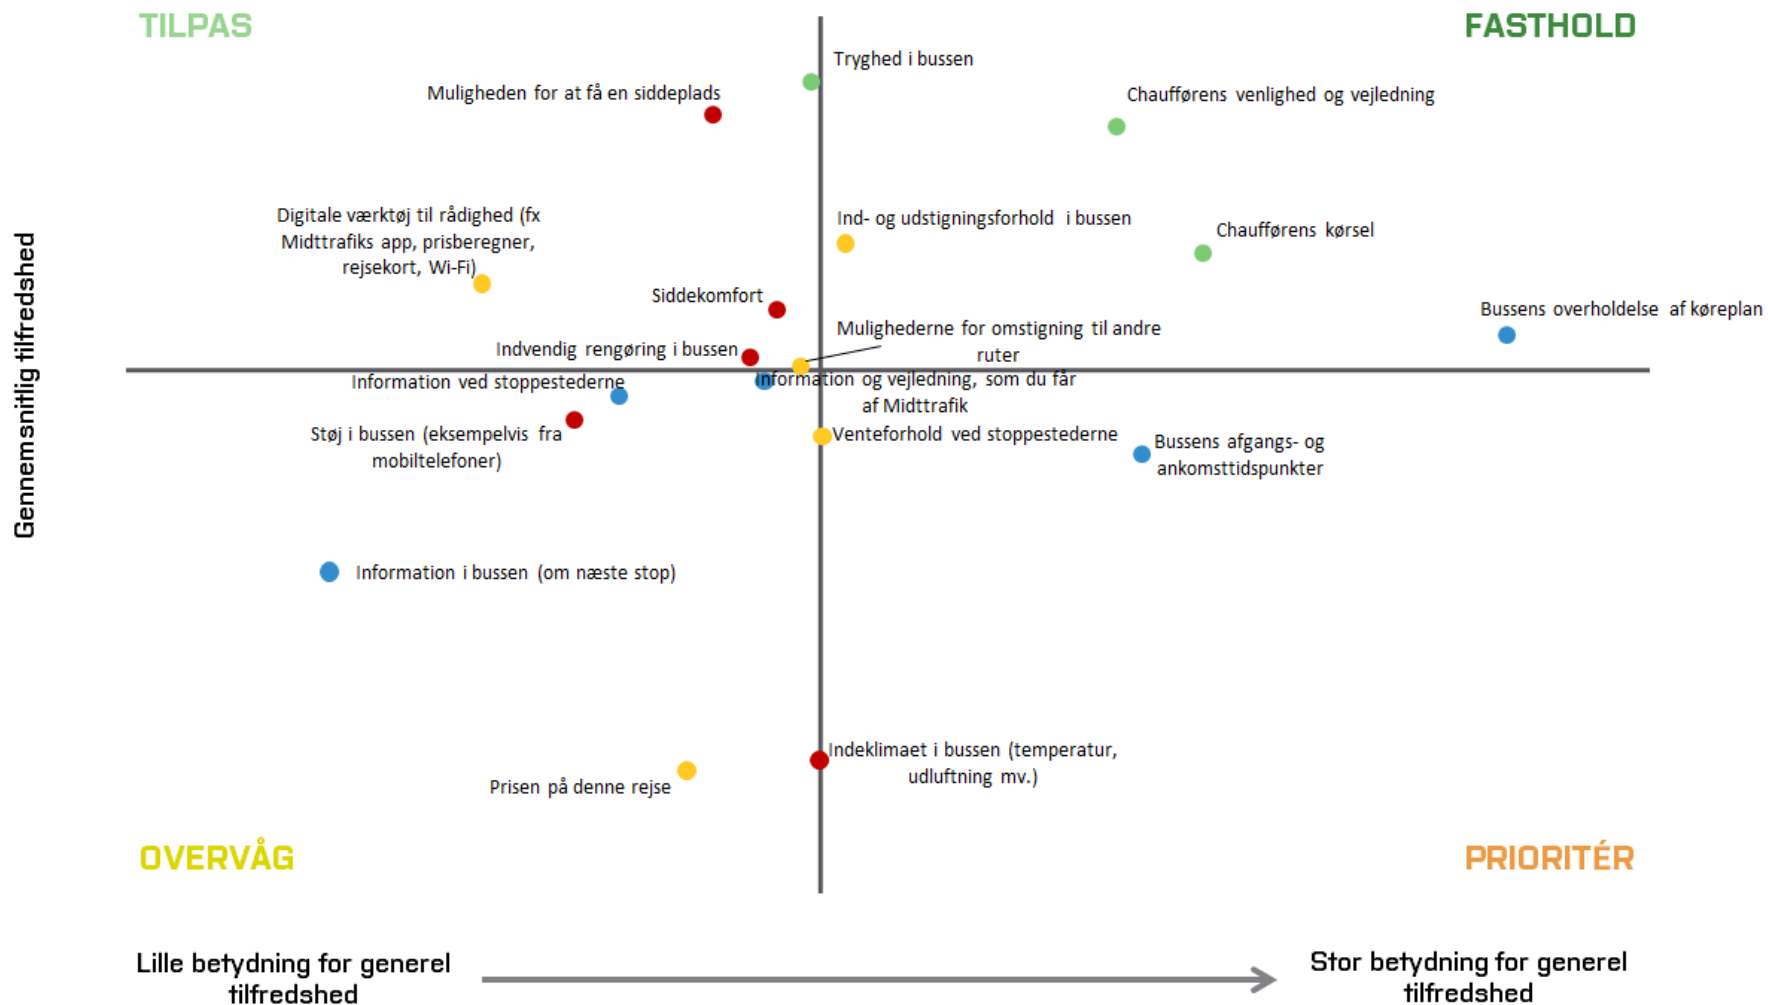 TILPAS
FASTHOLD
Tryghed i bussen
Muligheden for at få en siddeplads
Chaufførens venlighed og vejledning
Digitale værktøj til rådighed (fx
Midttrafiks app, prisberegner,
rejsekort, Wi-Fi)
Ind- og udstigningsforhold i bussen
Chaufførens kørsel
Siddekomfort
Bussens overholdelse af køreplan
Mulighederne for omstigning til andre
ruter
Indvendig rengøring i bussen
Information ved stoppestederne
Information og vejledning, som du får
af Midttrafik
Støj i bussen (eksempelvis fra
mobiltelefoner)
Venteforhold ved stoppestederne
Bussens afgangs- og
ankomsttidspunkter
Gennemsnitlig tilfredshed
Information i bussen (om næste stop)
Indeklimaet i bussen (temperatur,
udluftning mv.)
Prisen på denne rejse
OVERVÅG
PRIORITÉR
Lille betydning for generel
tilfredshed
Stor betydning for generel
tilfredshed